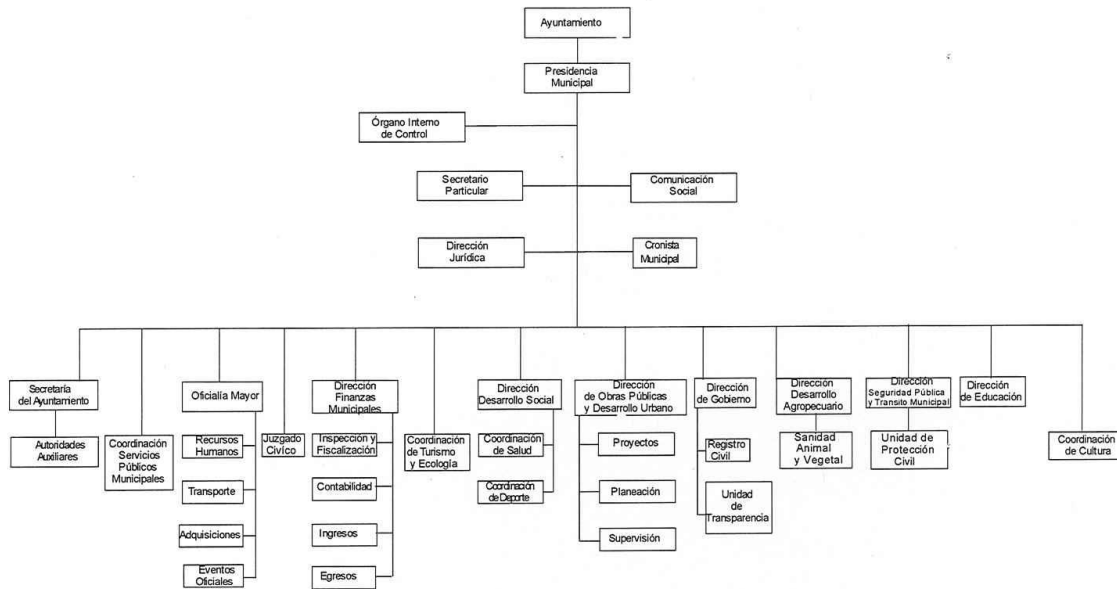 Ayuntamiento
Presidencia
Municipal
Órgano Interno
de Control
Secretario
Particular
Comunicación
Social
Dirección
Jurídica
Cronista
Municipal
Secretaría
del Ayuntamiento
Autoridades
Auxiliares
Coordinación
Servicios
Públicos
Municipales
Oficialía Mayor
Recursos
Humanos
Transporte
Adquisiciones
Eventos
Oficiales
Juzgado
Civíco
Dirección
Finanzas
Municipales
Inspección y
Fiscalización
Contabilidad
Ingresos
Egresos
Coordinación
de Turismo
y Ecología
Dirección
Desarrollo Social
Coordinación
de Salud
Coordinación
de Deporte
Dirección
de Obras Públicas
y Desarrollo Urbano
Proyectos
Planeación
Supervisión
Dirección
de Gobierno
Registro
Civil
Unidad
de
Transparencia
Dirección
Desarrollo
Agropecuario
Sanidad
Animal
y Vegetal
Dirección
Seguridad Pública
y Transito Municipal
Unidad de
Protección
Civil
Dirección
de Educación
Coordinación
de Cultura